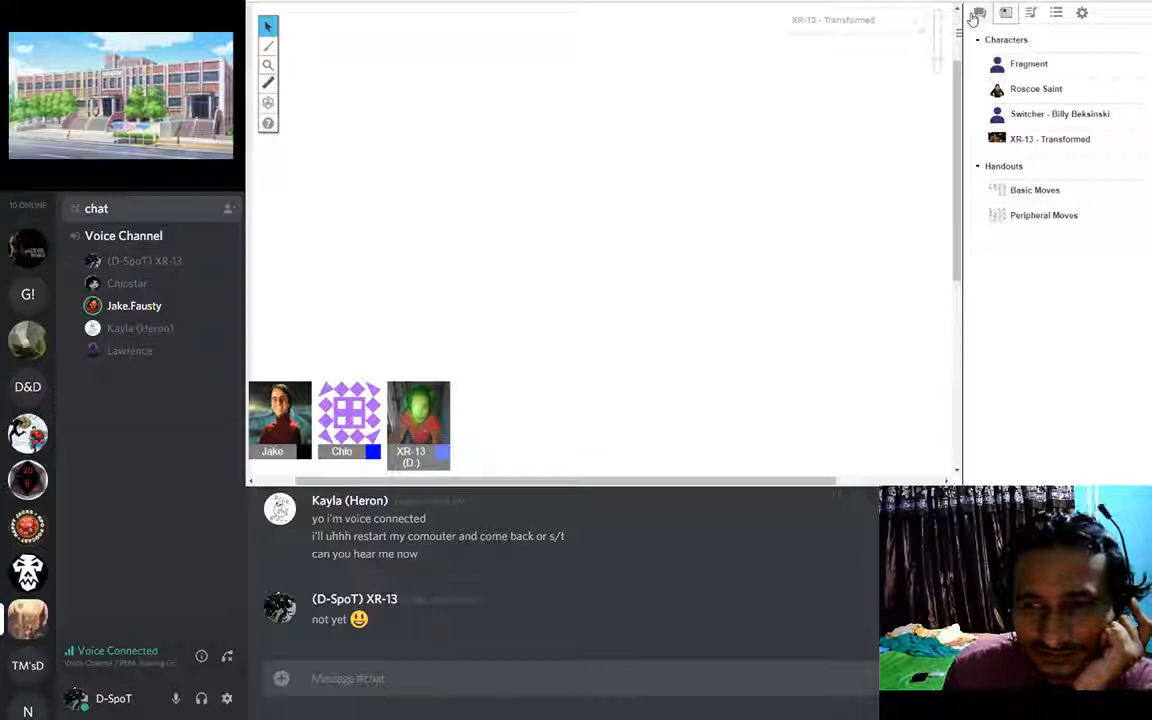 10 ONLINE
chat
Voice Channel
(D-SpoT) XR-13
Chlostar
Jake.Fausty
Kayla (Heron)
Lawrence
G!
D&D
TM'sD
N
Voice Connected
D-SpoT
XR-13 - Transformed
Characters
Fragment
Roscoe Saint
Switcher - Billy Beksinski
XR-13 - Transformed
Handouts
Basic Moves
Peripheral Moves
Jake
Chlo
XR-13
(D.)
Kayla (Heron)
yo i'm voice connected
i'll uhhh restart my comouter and come back or s/t
can you hear me now
(D-SpoT) XR-13
not yet 😃
Message #chat